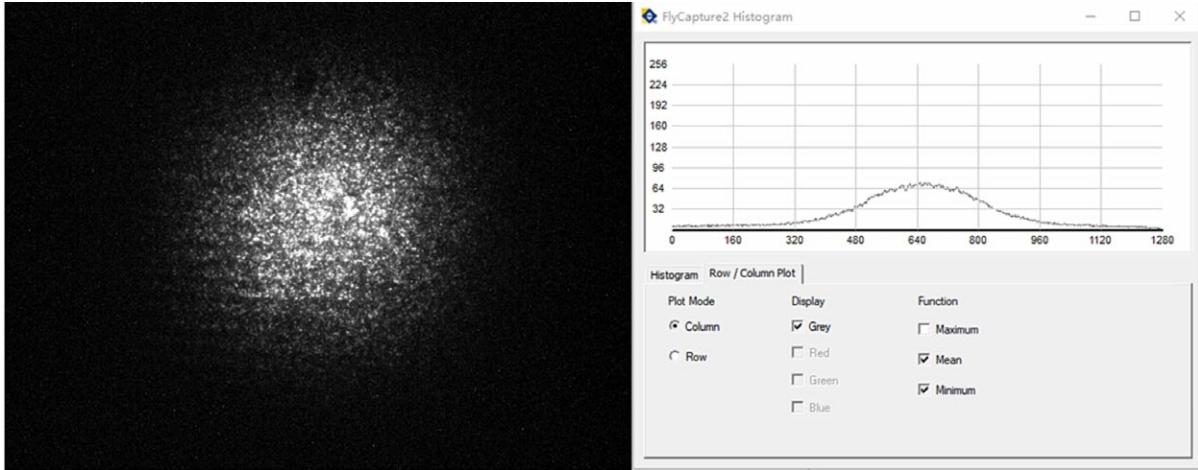 FlyCapture2 Histogram
256
224
192
160
128
96
64
32
0 160 320 480 640 800 960 1120 1280
Histogram Row / Column Plot
Plot Mode Display Function
Column Grey Maximum
Row Red Mean
Green Minimum
Blue